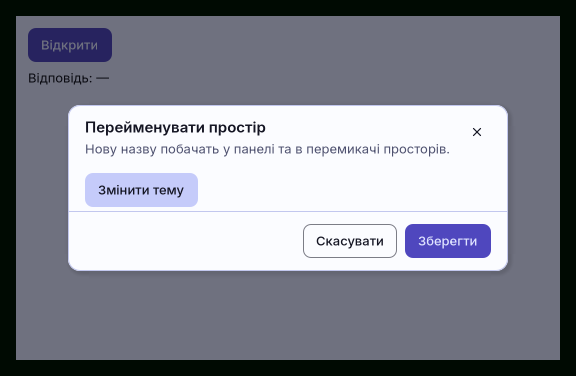 Відкрити
Відповідь: —
Перейменувати простір
×
Нову назву побачать у панелі та в перемикачі просторів.
Змінити тему
Скасувати
Зберегти